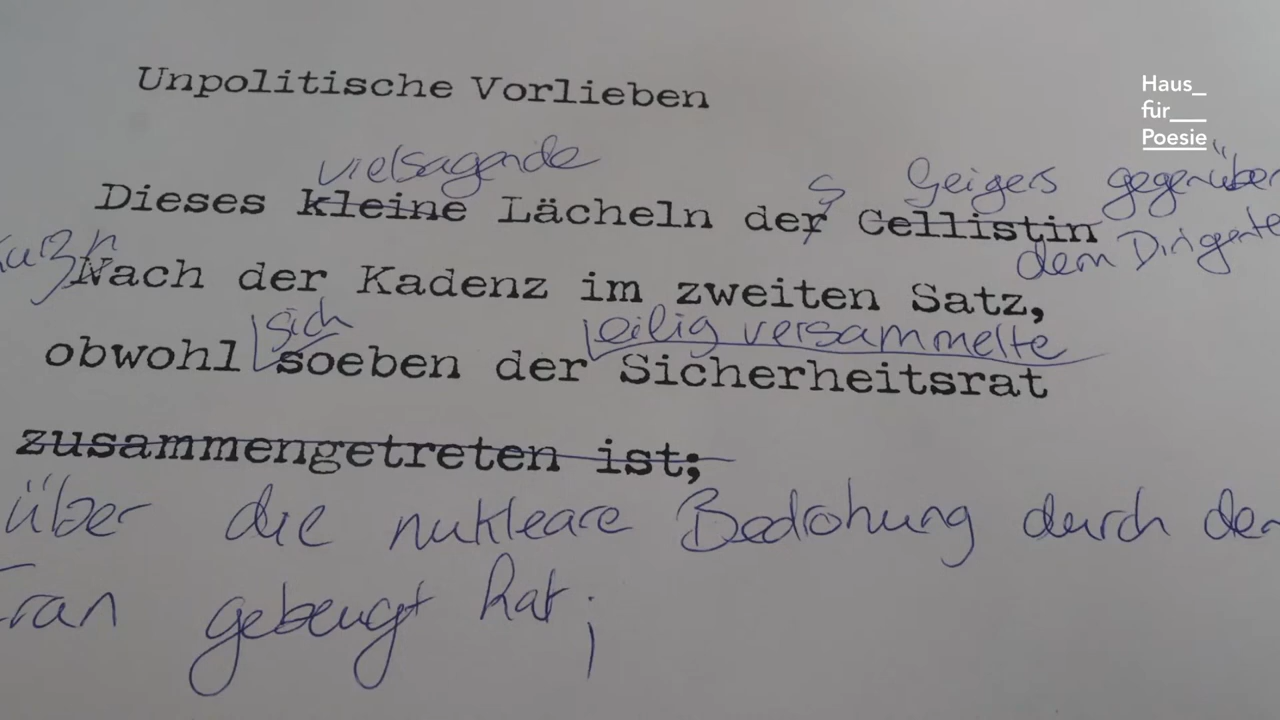 Unpolitische Vorlieben
Haus_
für___
Poesie
vielsagende
s Geigers gegenüber
Dieses kleine Lächeln der Cellistin
dem Dirigente
Nach der Kadenz im zweiten Satz,
sich eilig versammelte
obwohl soeben der Sicherheitsrat
zusammengetreten ist;
über die nukleare Bedrohung durch den
Iran gebeugt hat;